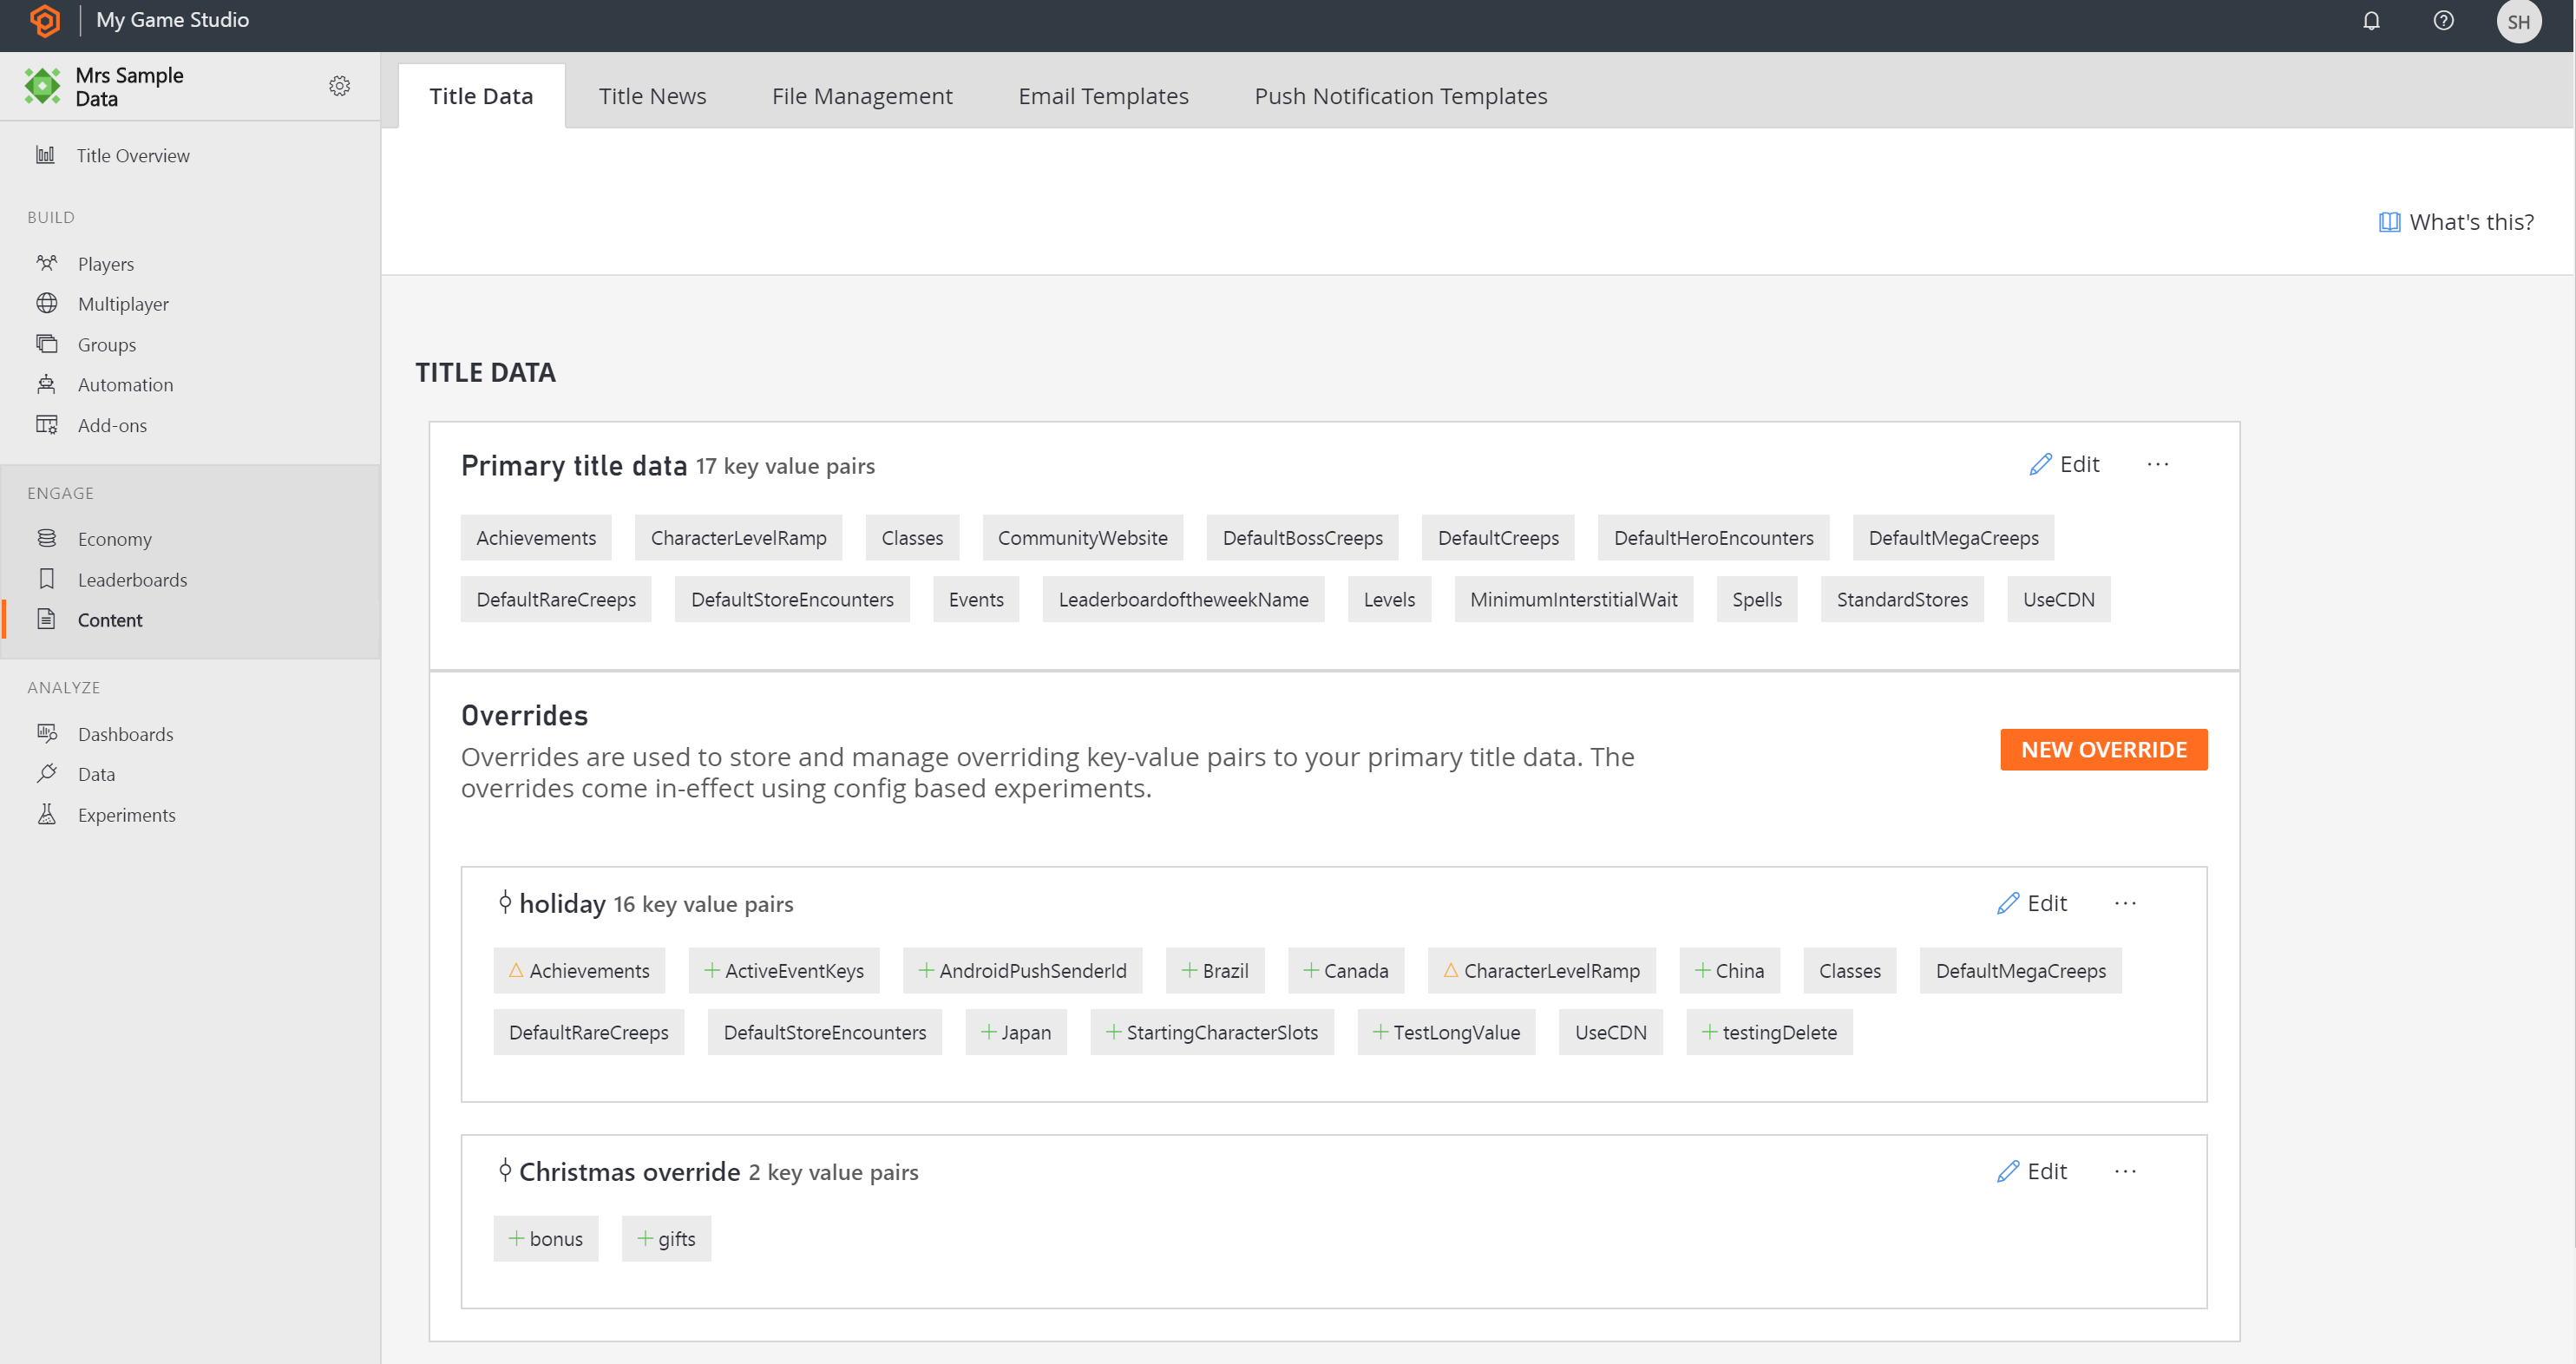 My Game Studio
SH
Mrs Sample
Data
Title Overview
BUILD
Players
Multiplayer
Groups
Automation
Add-ons
ENGAGE
Economy
Leaderboards
Content
ANALYZE
Dashboards
Data
Experiments
Title Data Title News File Management Email Templates Push Notification Templates
What's this?
TITLE DATA
Primary title data 17 key value pairs Edit ...
Achievements CharacterLevelRamp Classes CommunityWebsite DefaultBossCreeps DefaultCreeps DefaultHeroEncounters DefaultMegaCreeps
DefaultRareCreeps DefaultStoreEncounters Events LeaderboardoftheweekName Levels MinimumInterstitialWait Spells StandardStores UseCDN
Overrides
Overrides are used to store and manage overriding key-value pairs to your primary title data. The
overrides come in-effect using config based experiments.
NEW OVERRIDE
holiday 16 key value pairs Edit ...
△ Achievements + ActiveEventKeys + AndroidPushSenderId + Brazil + Canada △ CharacterLevelRamp + China Classes DefaultMegaCreeps
DefaultRareCreeps DefaultStoreEncounters + Japan + StartingCharacterSlots + TestLongValue UseCDN + testingDelete
Christmas override 2 key value pairs Edit ...
+ bonus + gifts